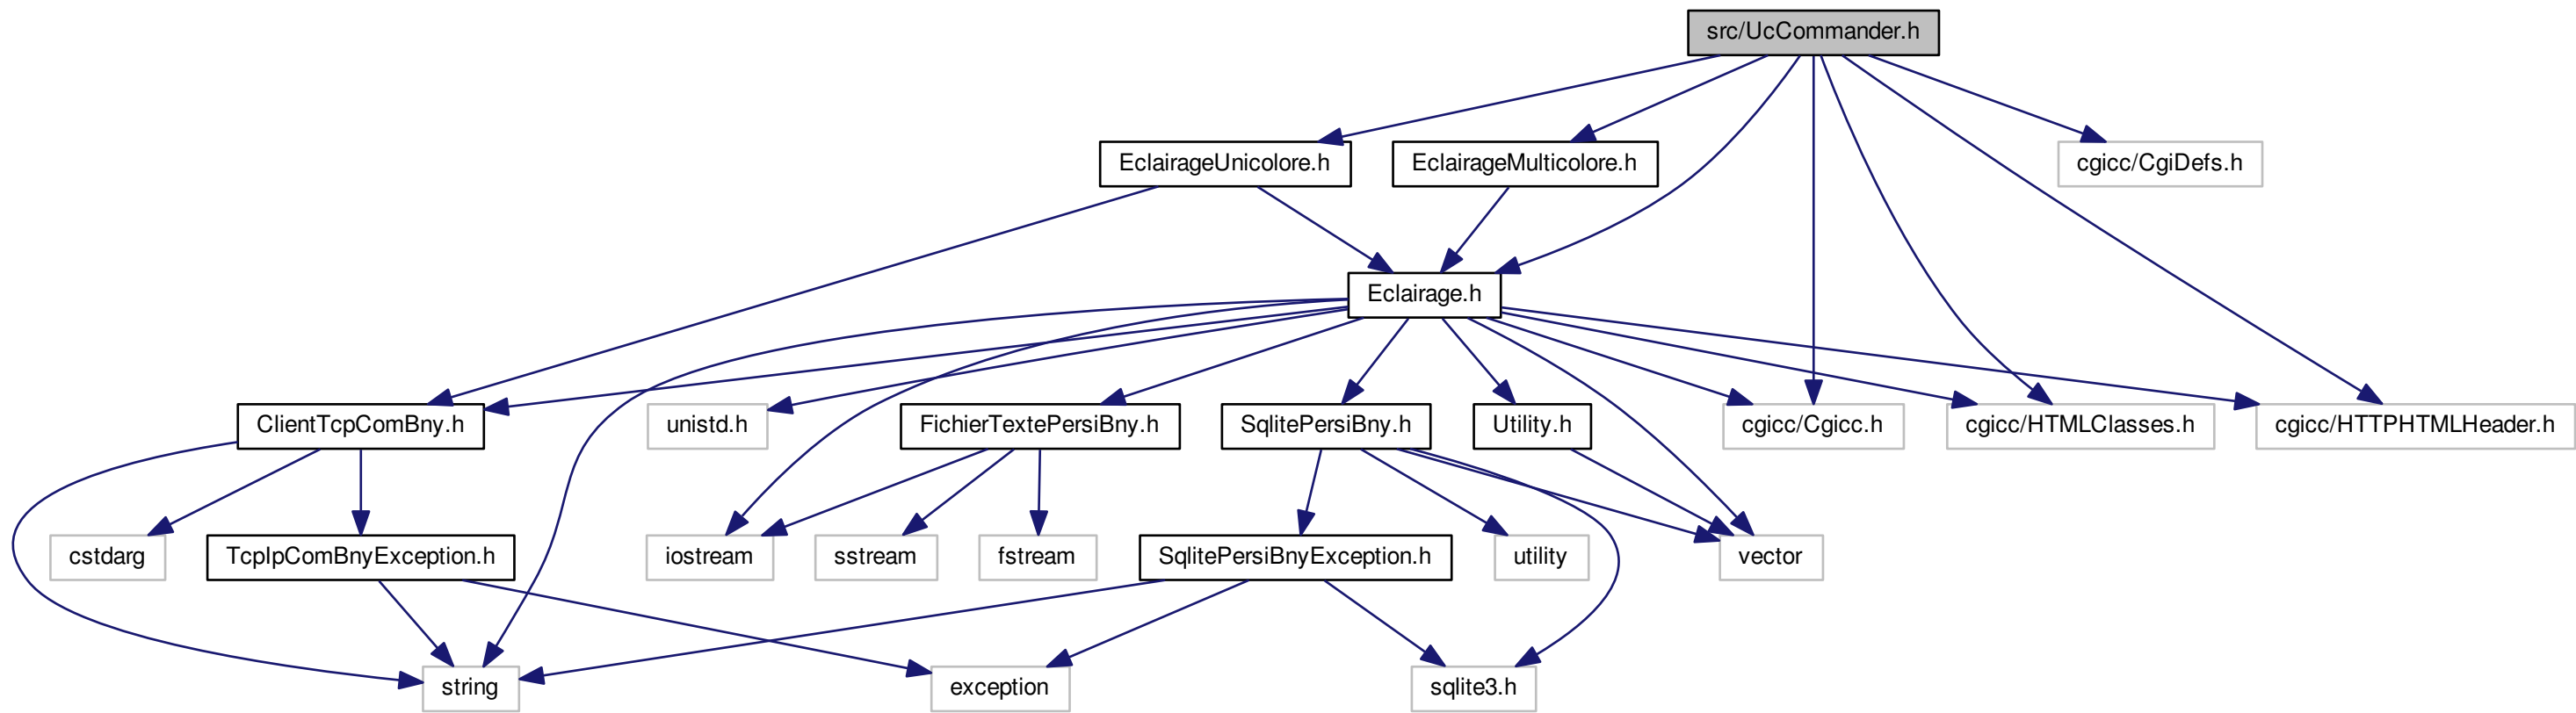 src/UcCommander.h
EclairageUnicolore.h
EclairageMulticolore.h
cgicc/CgiDefs.h
Eclairage.h
ClientTcpComBny.h
unistd.h
FichierTextePersiBny.h
SqlitePersiBny.h
Utility.h
cgicc/Cgicc.h
cgicc/HTMLClasses.h
cgicc/HTTPHTMLHeader.h
cstdarg
TcpIpComBnyException.h
iostream
sstream
fstream
SqlitePersiBnyException.h
utility
vector
string
exception
sqlite3.h